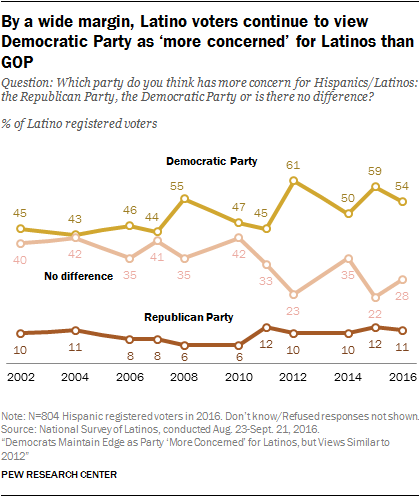 By a wide margin, Latino voters continue to view
Democratic Party as ‘more concerned’ for Latinos than
GOP
Question: Which party do you think has more concern for Hispanics/Latinos:
the Republican Party, the Democratic Party or is there no difference?
% of Latino registered voters
Democratic Party
45 43 46 44 55 47 45 61 50 59 54
40 42 35 41 35 42 33 23 35 22 28
No difference
Republican Party
10 11 8 8 6 6 12 10 10 12 11
2002 2004 2006 2008 2010 2012 2014 2016
Note: N=804 Hispanic registered voters in 2016. Don’t know/Refused responses not shown.
Source: National Survey of Latinos, conducted Aug. 23-Sept. 21, 2016.
“Democrats Maintain Edge as Party ‘More Concerned’ for Latinos, but Views Similar to
2012”
PEW RESEARCH CENTER